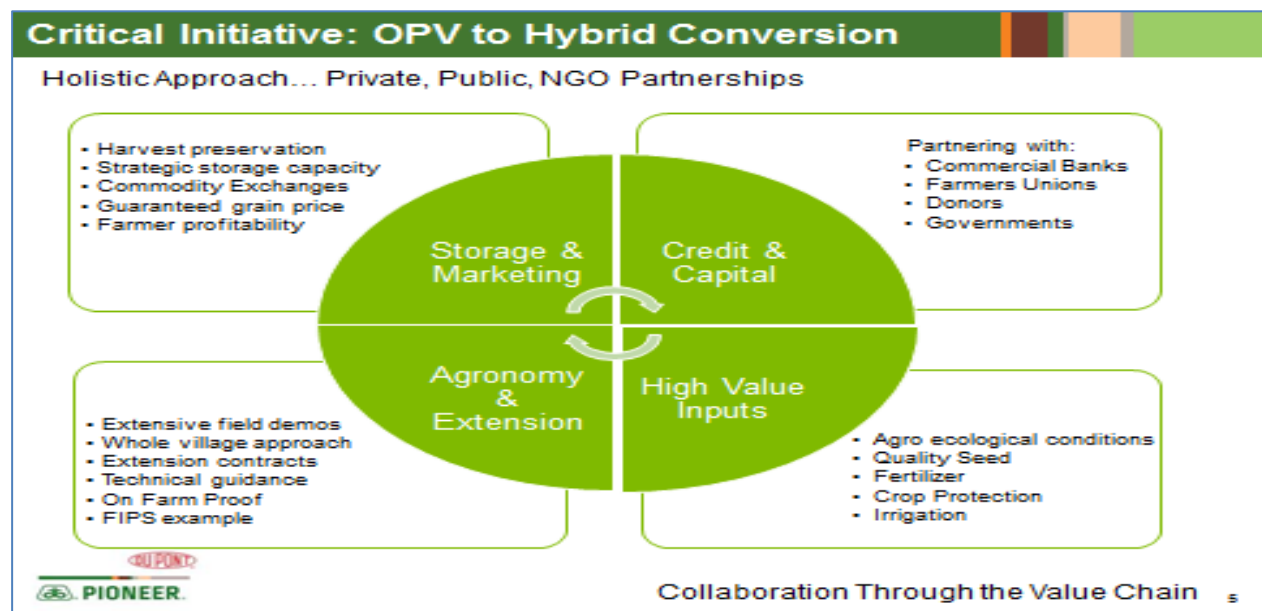 Critical Initiative: OPV to Hybrid Conversion
Holistic Approach... Private, Public, NGO Partnerships
• Harvest preservation
• Strategic storage capacity
• Commodity Exchanges
• Guaranteed grain price
• Farmer profitability
Partnering with:
• Commercial Banks
• Farmers Unions
• Donors
• Governments
Storage &
Marketing
Credit &
Capital
Agronomy
&
Extension
High Value
Inputs
• Extensive field demos
• Whole village approach
• Extension contracts
• Technical guidance
• On Farm Proof
• FIPS example
• Agro ecological conditions
• Quality Seed
• Fertilizer
• Crop Protection
• Irrigation
DUPONT
PIONEER.
Collaboration Through the Value Chain 5